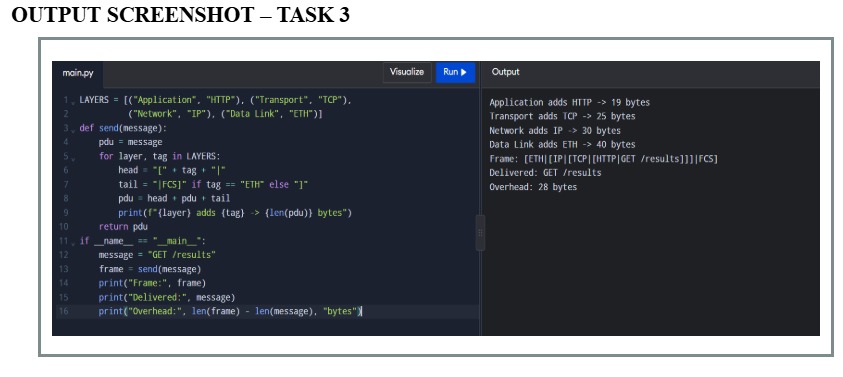 OUTPUT SCREENSHOT – TASK 3
main.py
Visualize
Run
Output
1 LAYERS = [("Application", "HTTP"), ("Transport", "TCP"),
2 ("Network", "IP"), ("Data Link", "ETH")]
3 def send(message):
4 pdu = message
5 for layer, tag in LAYERS:
6 head = "[" + tag + "|"
7 tail = "|FCS]" if tag == "ETH" else "]"
8 pdu = head + pdu + tail
9 print(f"{layer} adds {tag} -> {len(pdu)} bytes")
10 return pdu
11 if __name__ == "__main__":
12 message = "GET /results"
13 frame = send(message)
14 print("Frame:", frame)
15 print("Delivered:", message)
16 print("Overhead:", len(frame) - len(message), "bytes")
Application adds HTTP -> 19 bytes
Transport adds TCP -> 25 bytes
Network adds IP -> 30 bytes
Data Link adds ETH -> 40 bytes
Frame: [ETH|[IP|[TCP|[HTTP|GET /results]]]|FCS]
Delivered: GET /results
Overhead: 28 bytes